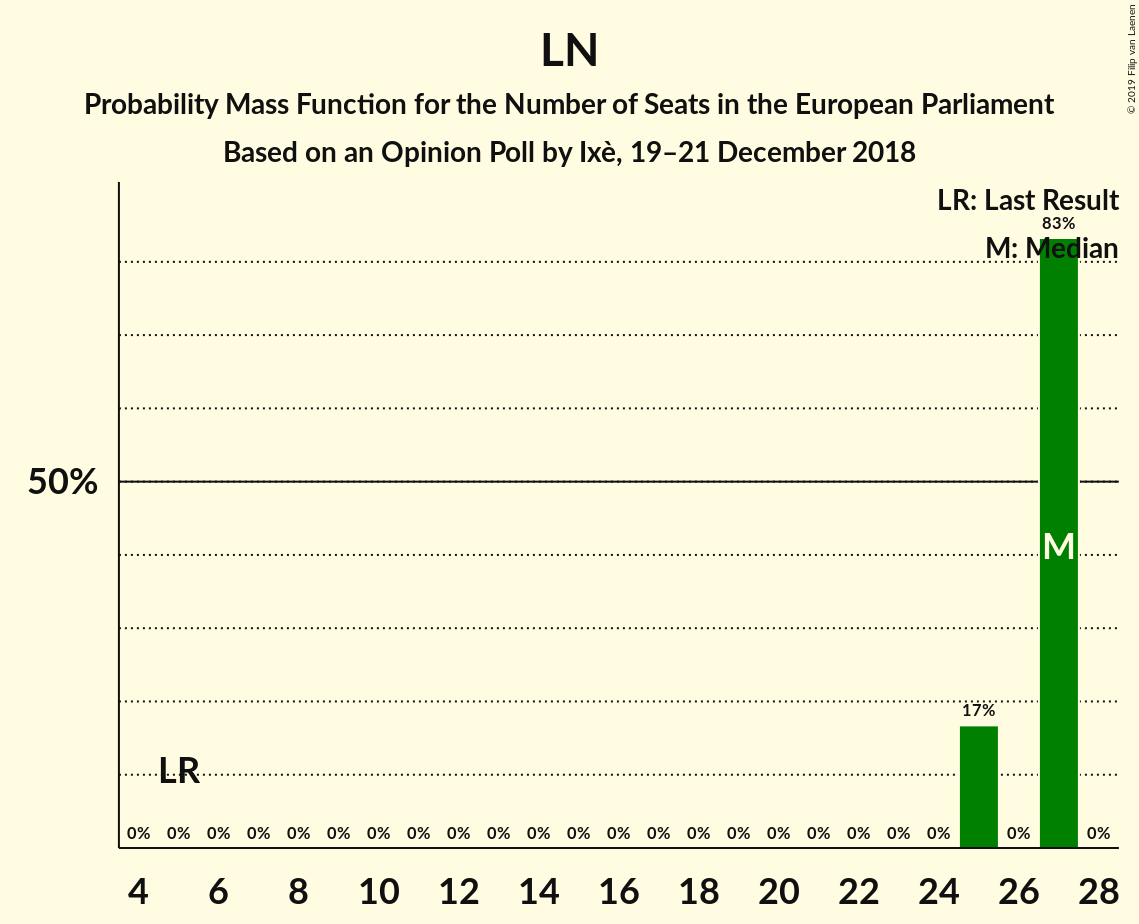 LN
Probability Mass Function for the Number of Seats in the European Parliament
Based on an Opinion Poll by Ixè, 19–21 December 2018
© 2019 Filip van Laenen
LR: Last Result
83%
M: Median
50%
M
17%
LR
0% 0% 0% 0% 0% 0% 0% 0% 0% 0% 0% 0% 0% 0% 0% 0% 0% 0% 0% 0% 0% 0% 0%
4 6 8 10 12 14 16 18 20 22 24 26 28